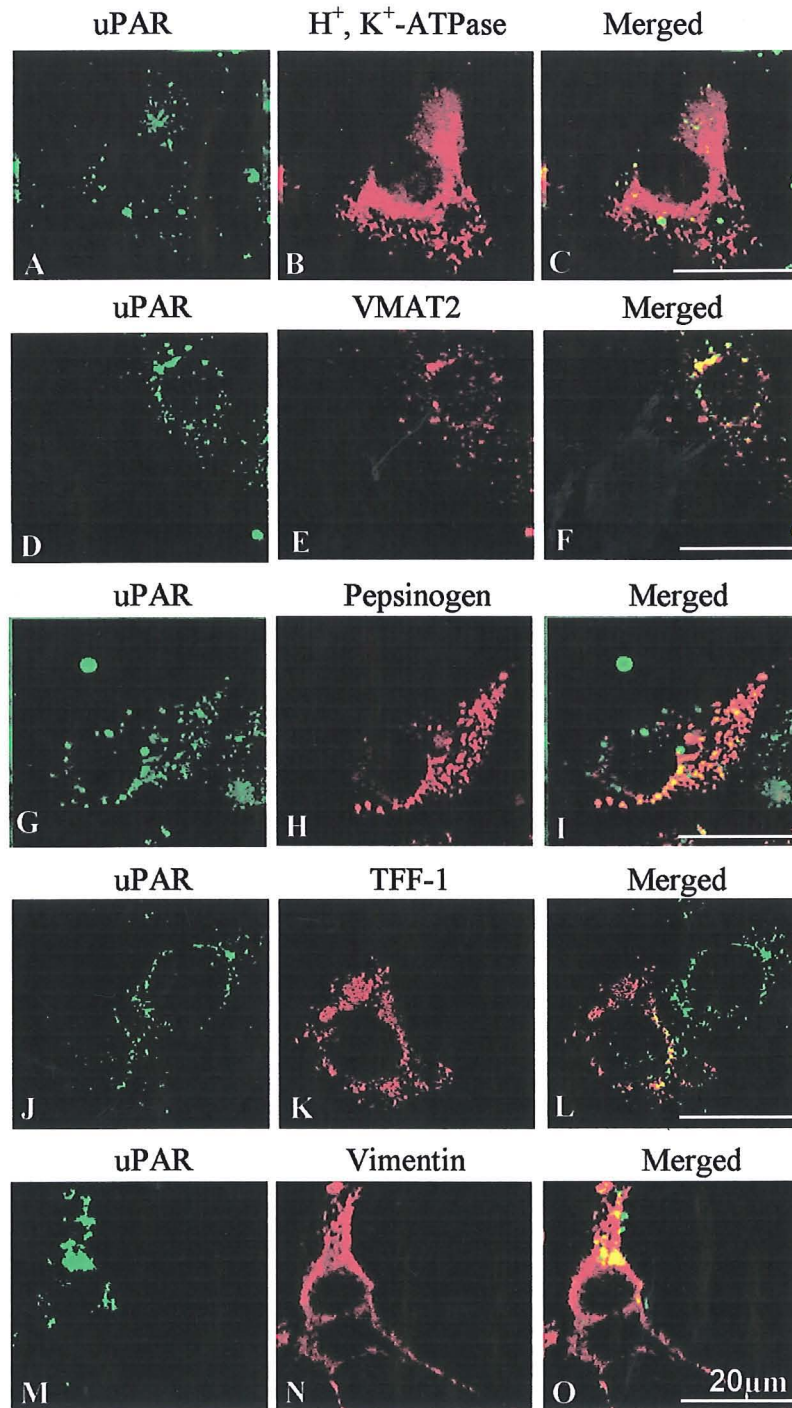 uPAR H⁺, K⁺-ATPase Merged
A B C
uPAR VMAT2 Merged
D E F
uPAR Pepsinogen Merged
G H I
uPAR TFF-1 Merged
J K L
uPAR Vimentin Merged
20µm
M N O